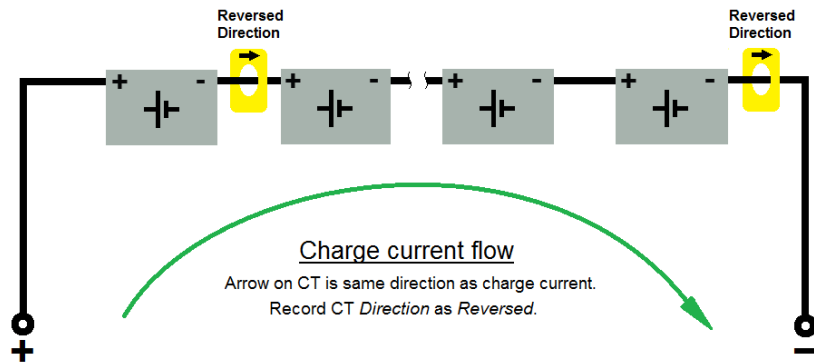 Reversed
Direction
Reversed
Direction
+ - + - + - + -
Charge current flow
Arrow on CT is same direction as charge current.
Record CT Direction as Reversed.
+ -